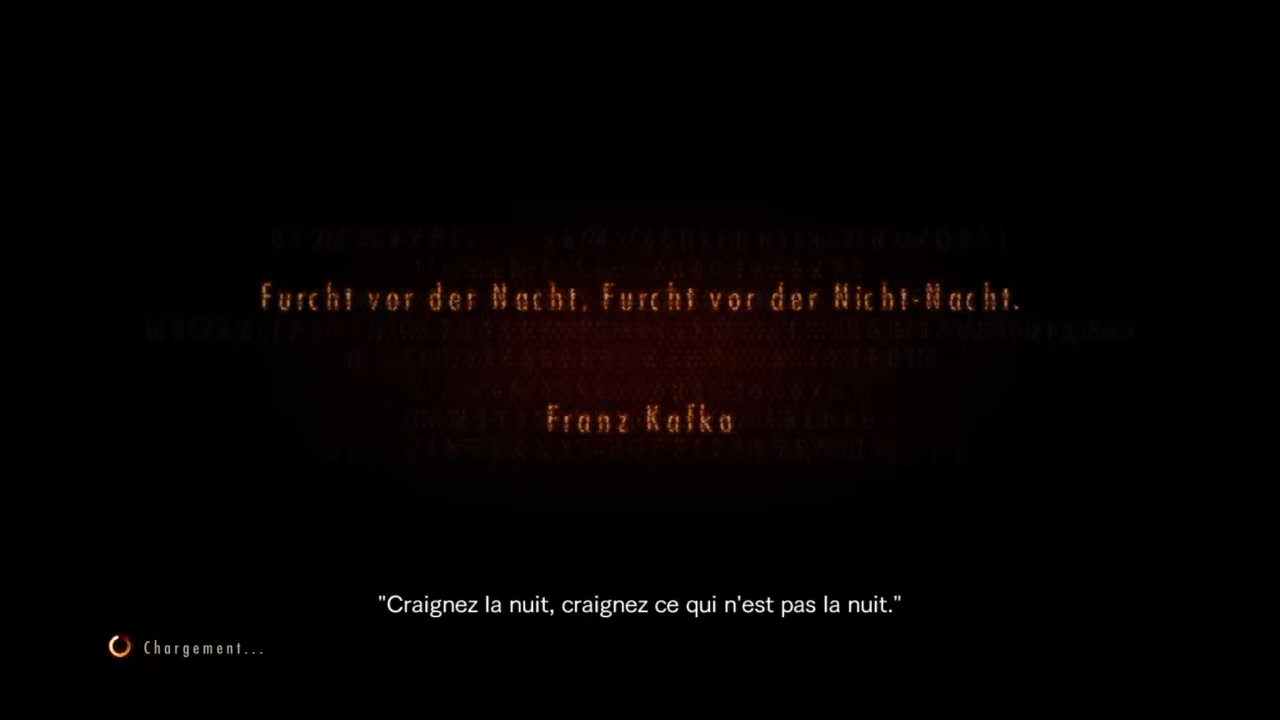 Furcht vor der Nacht. Furcht vor der Nicht-Nacht.
Franz Kafka
"Craignez la nuit, craignez ce qui n'est pas la nuit."
Chargement...